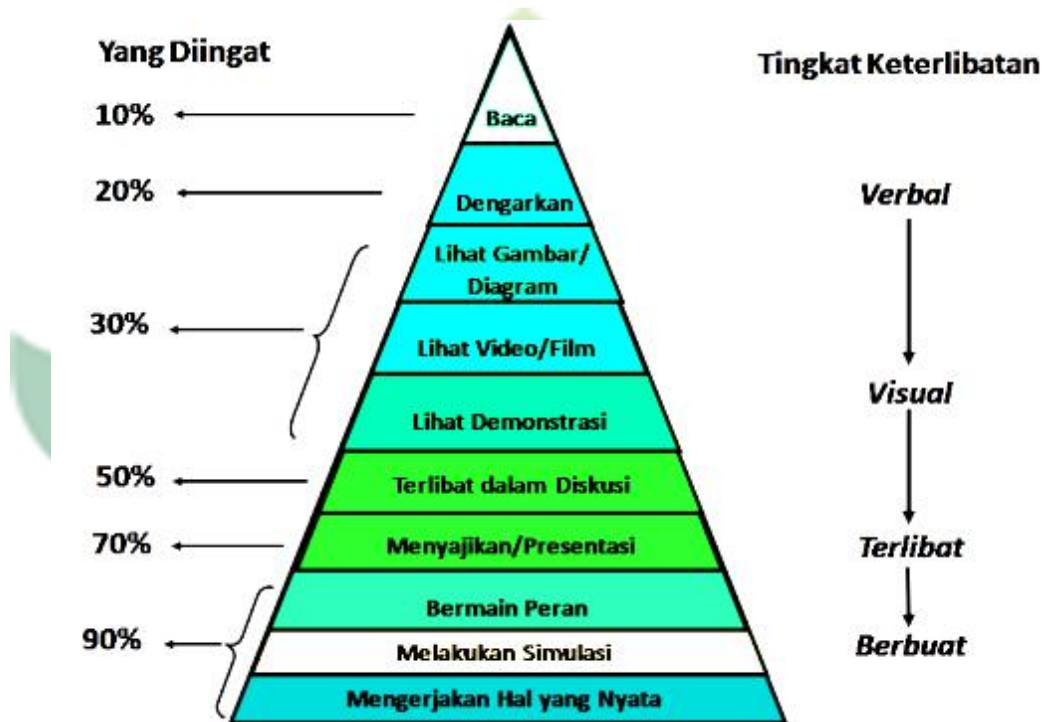 Yang Diingat
Tingkat Keterlibatan
10%
Baca
20%
Dengarkan
Verbal
Lihat Gambar/
Diagram
30%
Lihat Video/Film
Visual
Lihat Demonstrasi
50%
Terlibat dalam Diskusi
70%
Menyajikan/Presentasi
Terlibat
Bermain Peran
90%
Melakukan Simulasi
Berbuat
Mengerjakan Hal yang Nyata